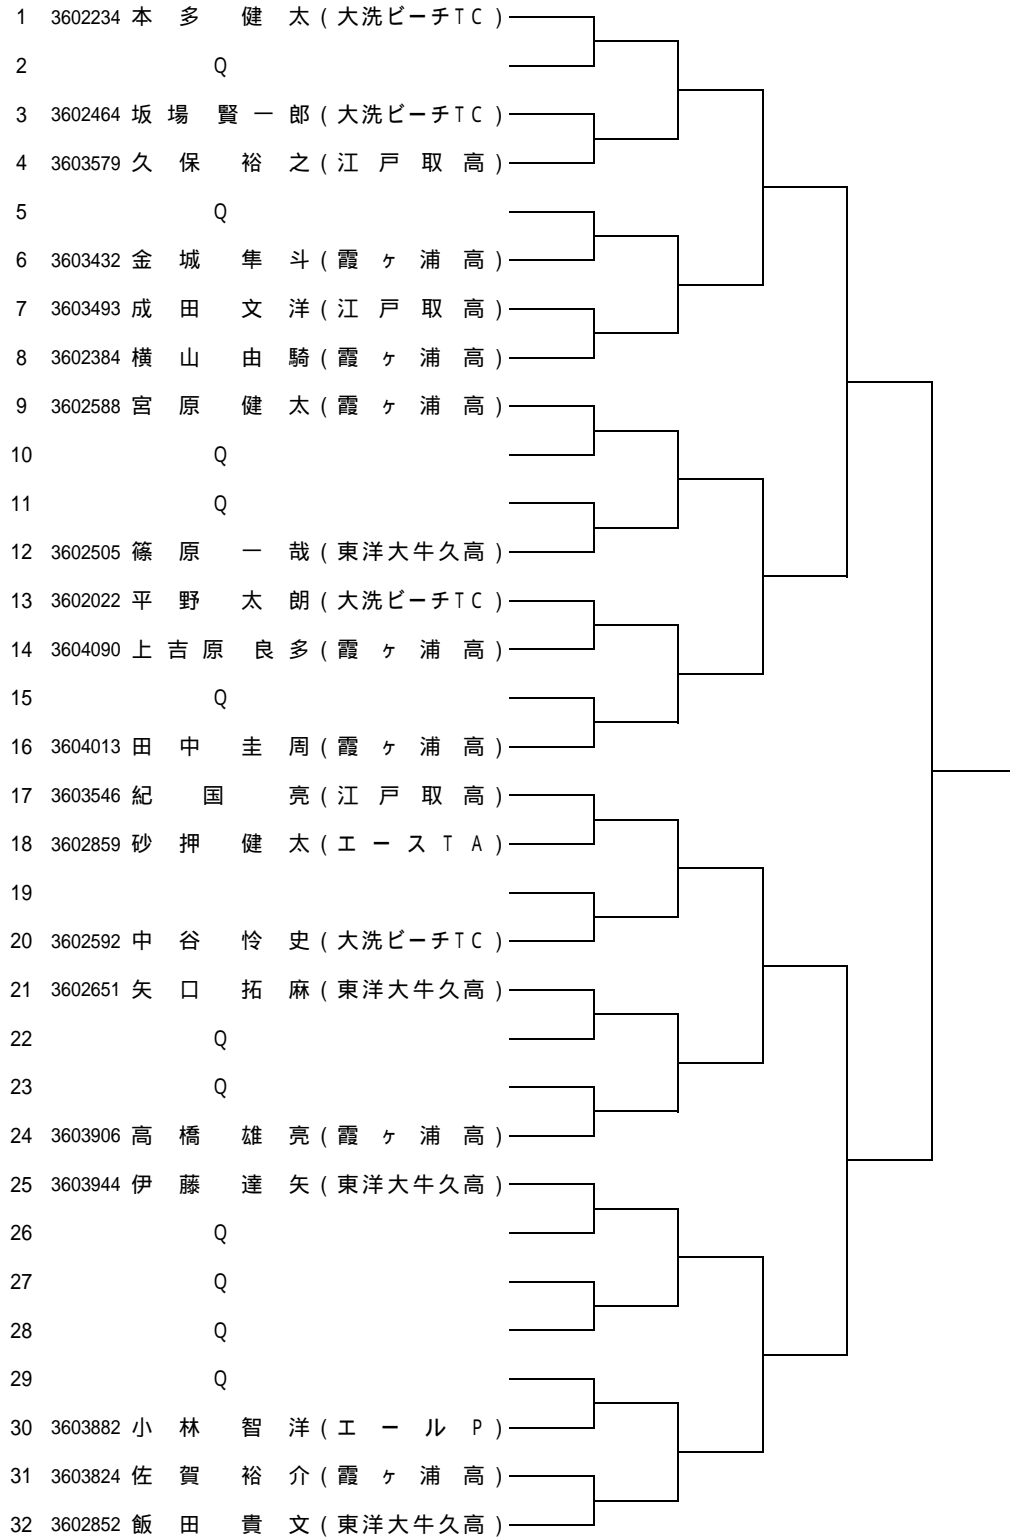 1 3602234 本多 健太(大洗ビーチTC)
2 Q
3 3602464 坂場 賢一郎(大洗ビーチTC)
4 3603579 久保 裕之(江戸取高)
5 Q
6 3603432 金城 隼斗(霞ヶ浦高)
7 3603493 成田 文洋(江戸取高)
8 3602384 横山 由騎(霞ヶ浦高)
9 3602588 宮原 健太(霞ヶ浦高)
10 Q
11 Q
12 3602505 篠原 一哉(東洋大牛久高)
13 3602022 平野 太朗(大洗ビーチTC)
14 3604090 上吉原 良多(霞ヶ浦高)
15 Q
16 3604013 田中 圭周(霞ヶ浦高)
17 3603546 紀国 亮(江戸取高)
18 3602859 砂押 健太(エースTA)
19
20 3602592 中谷 怜史(大洗ビーチTC)
21 3602651 矢口 拓麻(東洋大牛久高)
22 Q
23 Q
24 3603906 高橋 雄亮(霞ヶ浦高)
25 3603944 伊藤 達矢(東洋大牛久高)
26 Q
27 Q
28 Q
29 Q
30 3603882 小林 智洋(エールP)
31 3603824 佐賀 裕介(霞ヶ浦高)
32 3602852 飯田 貴文(東洋大牛久高)